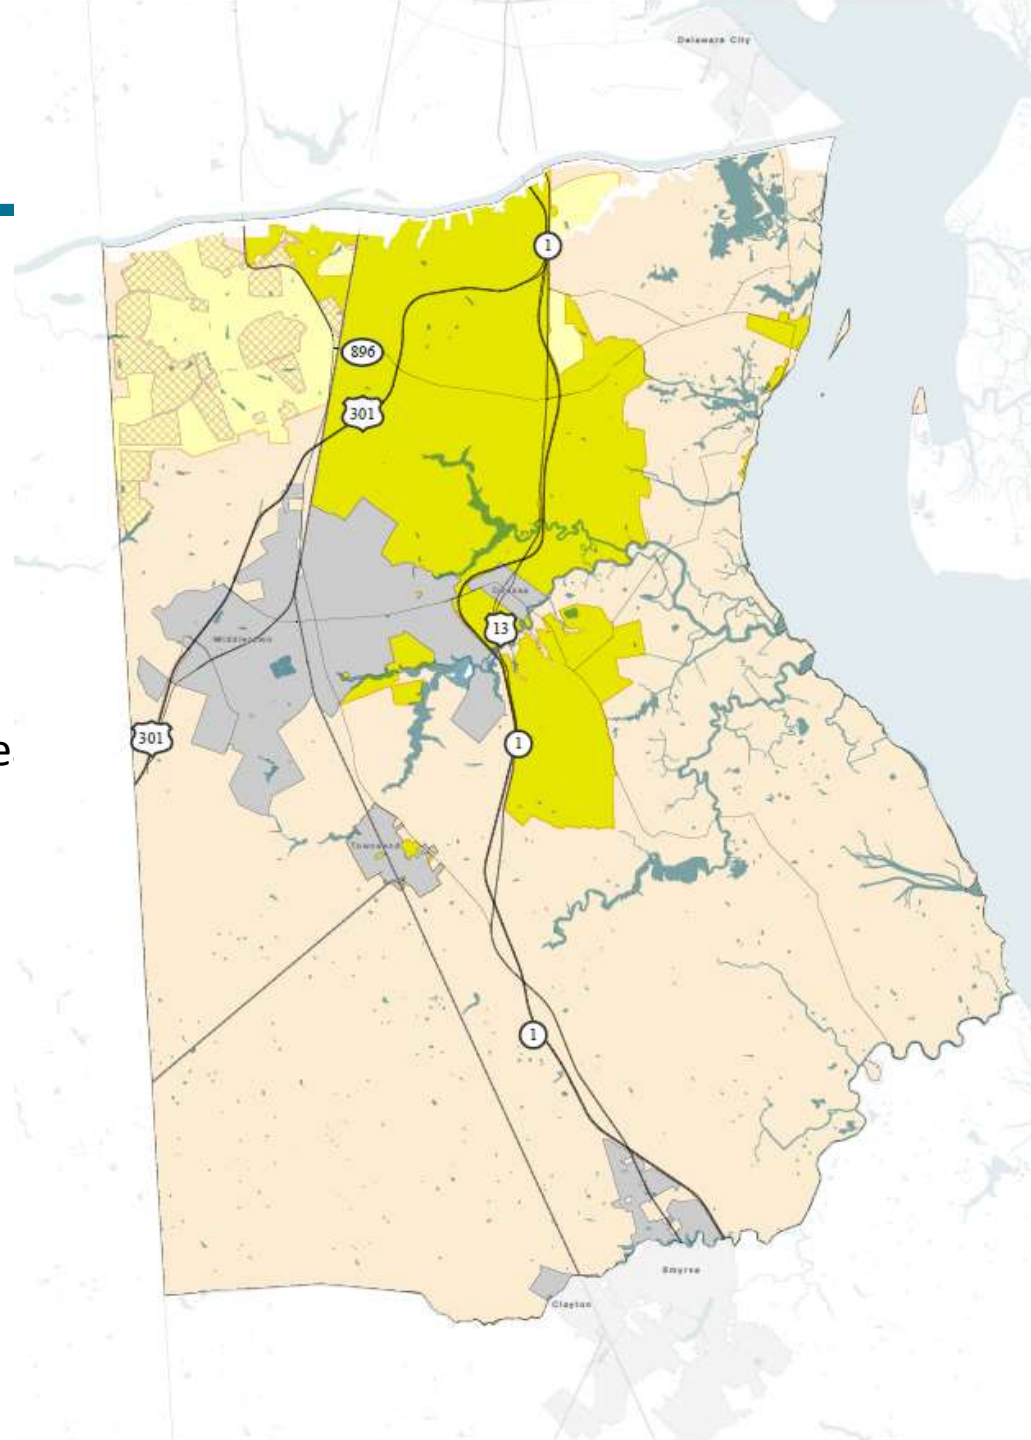 Delaware City
1
896
301
Odessa
13
Middletown
e
301
1
Townsend
1
Smyrna
Clayton